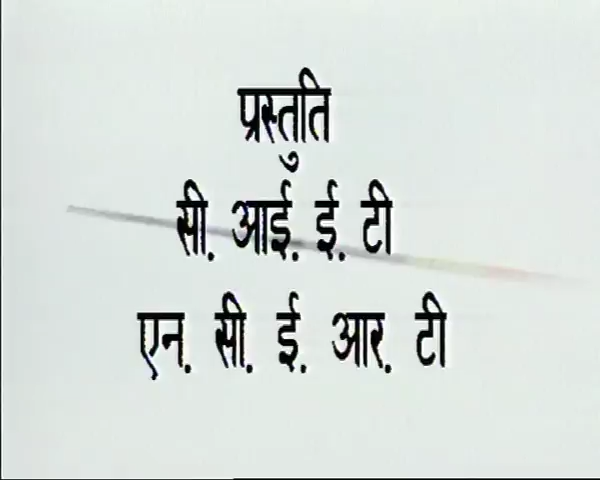 प्रस्तुति
सी. आई. ई. टी
एन. सी. ई. आर. टी